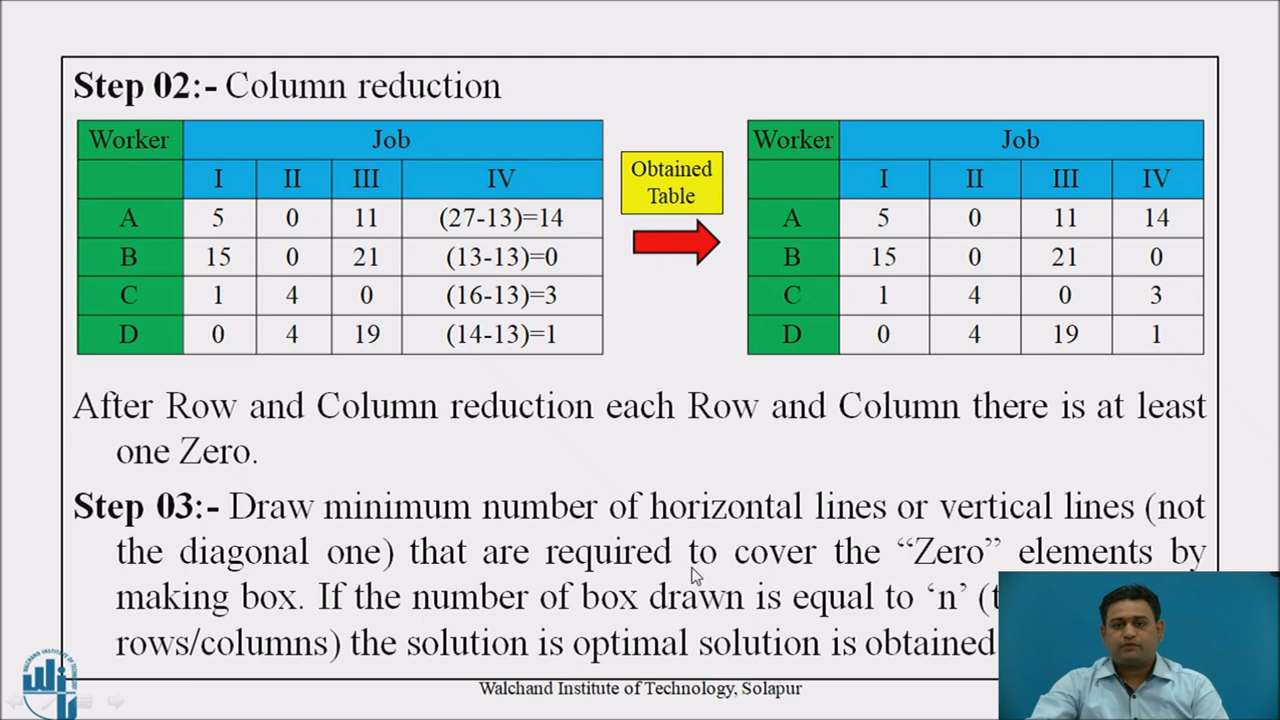 Step 02:- Column reduction
Worker Job
I II III IV
A 5 0 11 (27-13)=14
B 15 0 21 (13-13)=0
C 1 4 0 (16-13)=3
D 0 4 19 (14-13)=1
Obtained
Table
Worker Job
I II III IV
A 5 0 11 14
B 15 0 21 0
C 1 4 0 3
D 0 4 19 1
After Row and Column reduction each Row and Column there is at least
one Zero.
Step 03:- Draw minimum number of horizontal lines or vertical lines (not
the diagonal one) that are required to cover the “Zero” elements by
making box. If the number of box drawn is equal to ‘n’
rows/columns) the solution is optimal solution is obtained
Walchand Institute of Technology, Solapur